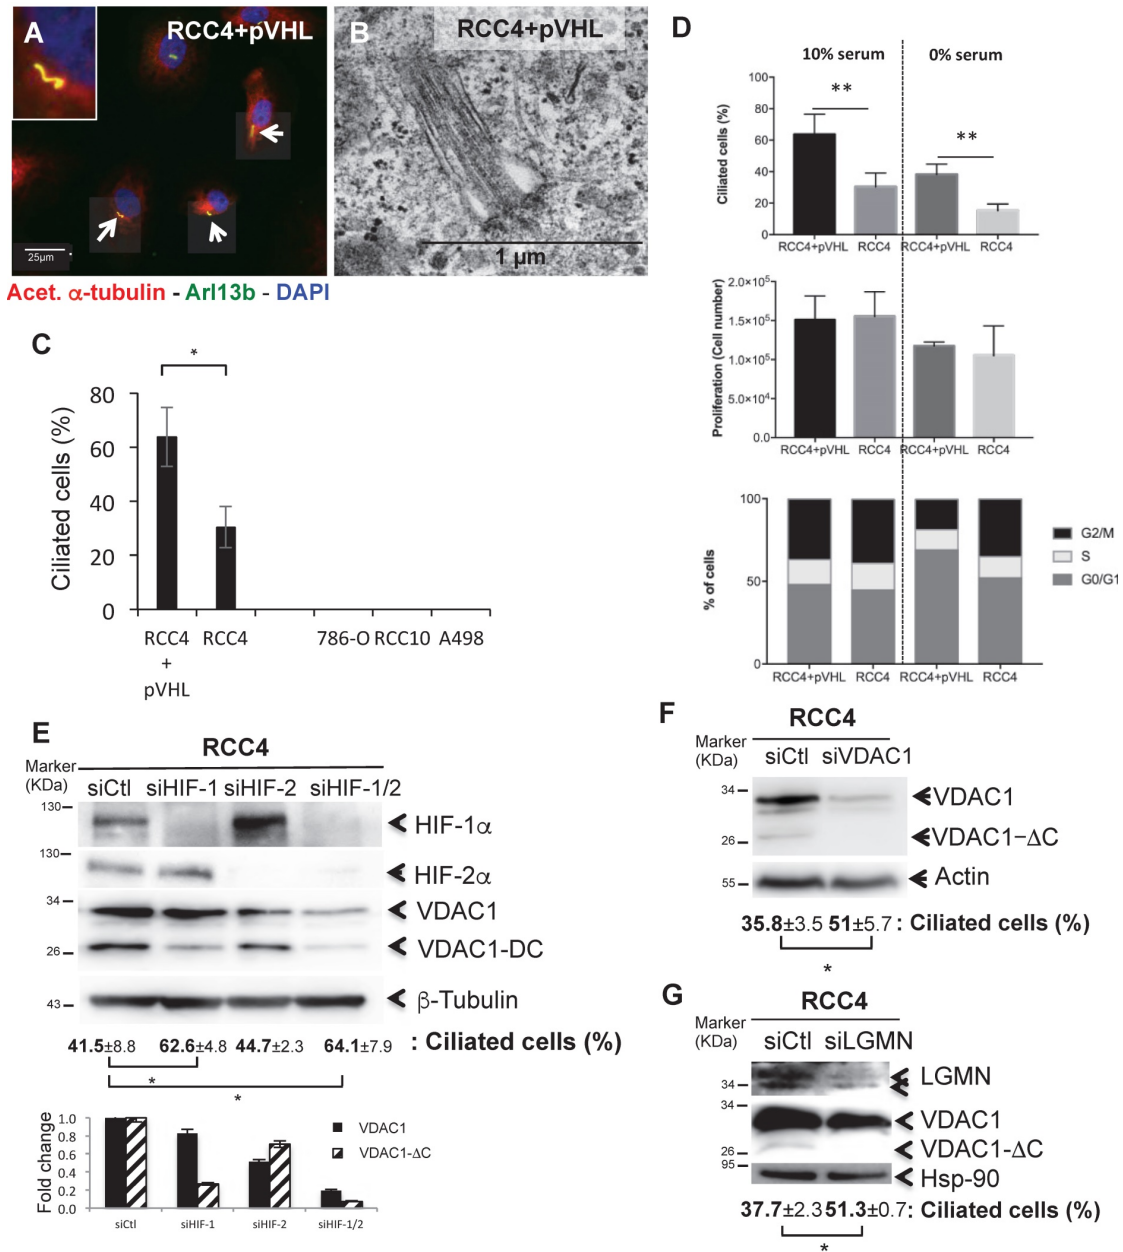 A
RCC4+pVHL
25µm
Acet. α-tubulin - Arl13b - DAPI
B
RCC4+pVHL
1 µm
C
*
Ciliated cells (%)
80
60
40
20
0
RCC4
+
pVHL
RCC4
786-O
RCC10
A498
D
10% serum
0% serum
**
**
Ciliated cells (%)
100
80
60
40
20
0
RCC4+pVHL
RCC4
RCC4+pVHL
RCC4
Proliferation (Cell number)
2.0×10⁵
1.5×10⁵
1.0×10⁵
5.0×10⁴
0.0
RCC4+pVHL
RCC4
RCC4+pVHL
RCC4
% of cells
100
50
0
G2/M
S
G0/G1
RCC4+pVHL
RCC4
RCC4+pVHL
RCC4
E
RCC4
Marker
(KDa)
siCtl siHIF-1 siHIF-2 siHIF-1/2
130
HIF-1α
130
HIF-2α
34
VDAC1
26
VDAC1-DC
43
β-Tubulin
41.5±8.8 62.6±4.8 44.7±2.3 64.1±7.9 : Ciliated cells (%)
*
*
Fold change
1.0
0.8
0.6
0.4
0.2
0.0
VDAC1
VDAC1-ΔC
siCtl siHIF-1 siHIF-2 siHIF-1/2
F
RCC4
Marker
(KDa)
siCtl siVDAC1
34
VDAC1
26
VDAC1−ΔC
55
Actin
35.8±3.5 51±5.7 : Ciliated cells (%)
*
G
RCC4
Marker
(KDa)
siCtl siLGMN
34
LGMN
34
VDAC1
26
VDAC1-ΔC
95
Hsp-90
37.7±2.3 51.3±0.7: Ciliated cells (%)
*